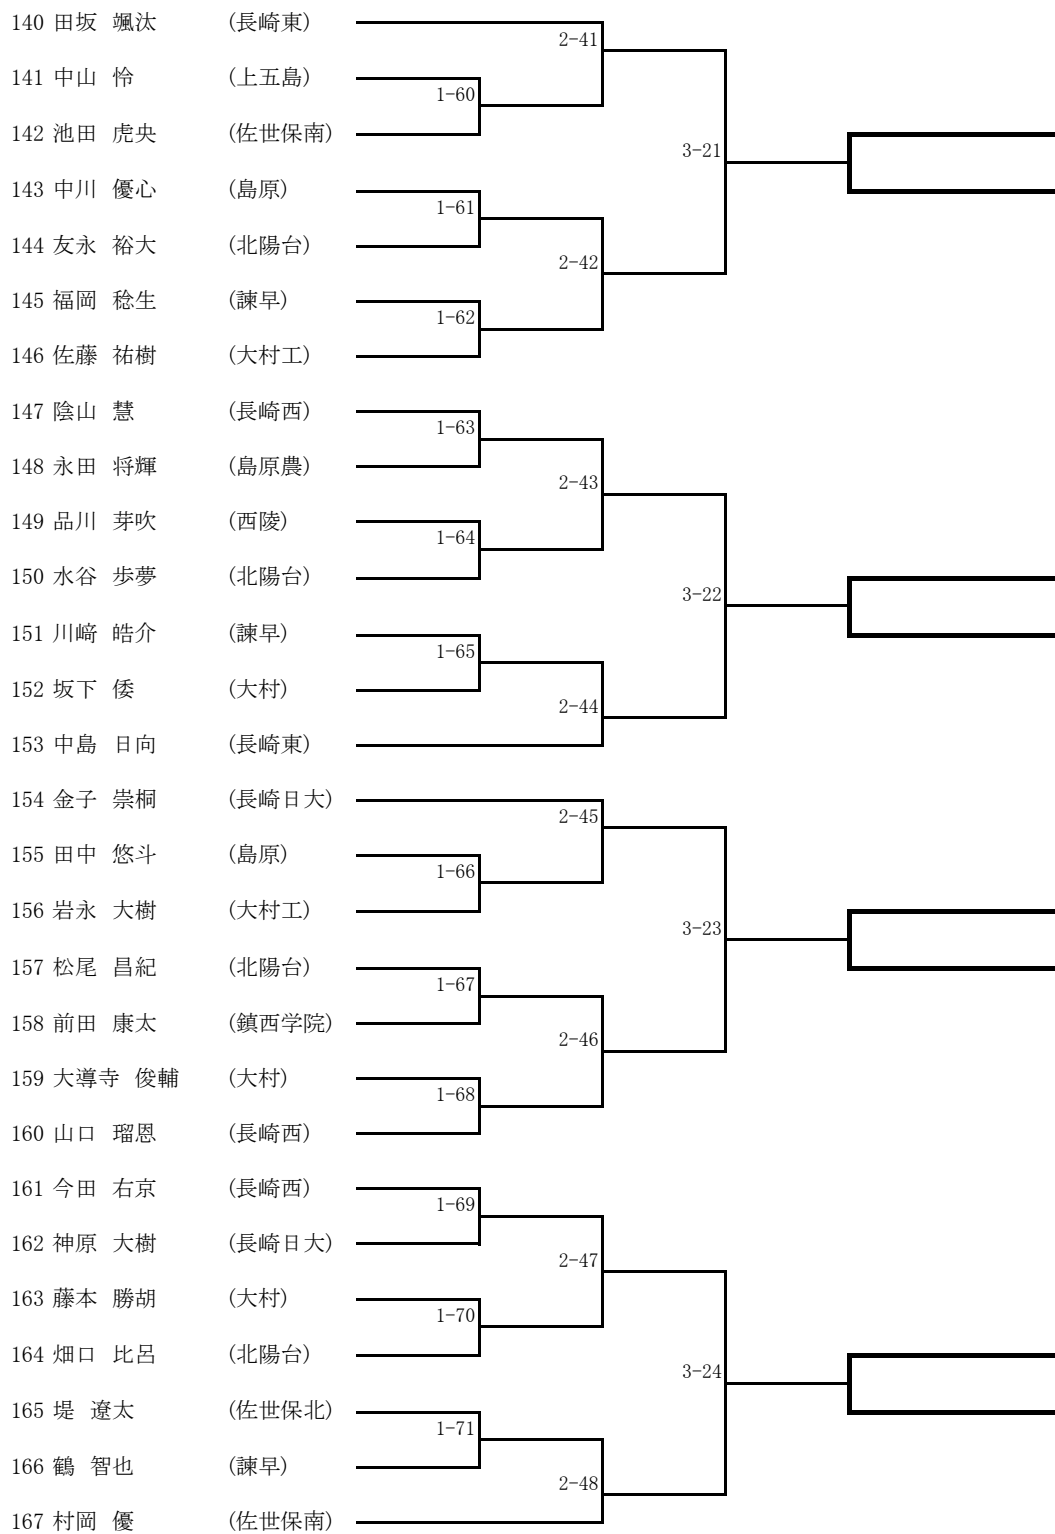 140 田坂 颯汰 (長崎東)
2-41
141 中山 怜 (上五島)
1-60
142 池田 虎央 (佐世保南)
3-21
143 中川 優心 (島原)
1-61
144 友永 裕大 (北陽台)
2-42
145 福岡 稔生 (諫早)
1-62
146 佐藤 祐樹 (大村工)
147 陰山 慧 (長崎西)
1-63
148 永田 将輝 (島原農)
2-43
149 品川 芽吹 (西陵)
1-64
150 水谷 歩夢 (北陽台)
3-22
151 川﨑 皓介 (諫早)
1-65
152 坂下 倭 (大村)
2-44
153 中島 日向 (長崎東)
154 金子 崇桐 (長崎日大)
2-45
155 田中 悠斗 (島原)
1-66
156 岩永 大樹 (大村工)
3-23
157 松尾 昌紀 (北陽台)
1-67
158 前田 康太 (鎮西学院)
2-46
159 大導寺 俊輔 (大村)
1-68
160 山口 瑠恩 (長崎西)
161 今田 右京 (長崎西)
1-69
162 神原 大樹 (長崎日大)
2-47
163 藤本 勝胡 (大村)
1-70
164 畑口 比呂 (北陽台)
3-24
165 堤 遼太 (佐世保北)
1-71
166 鶴 智也 (諫早)
2-48
167 村岡 優 (佐世保南)